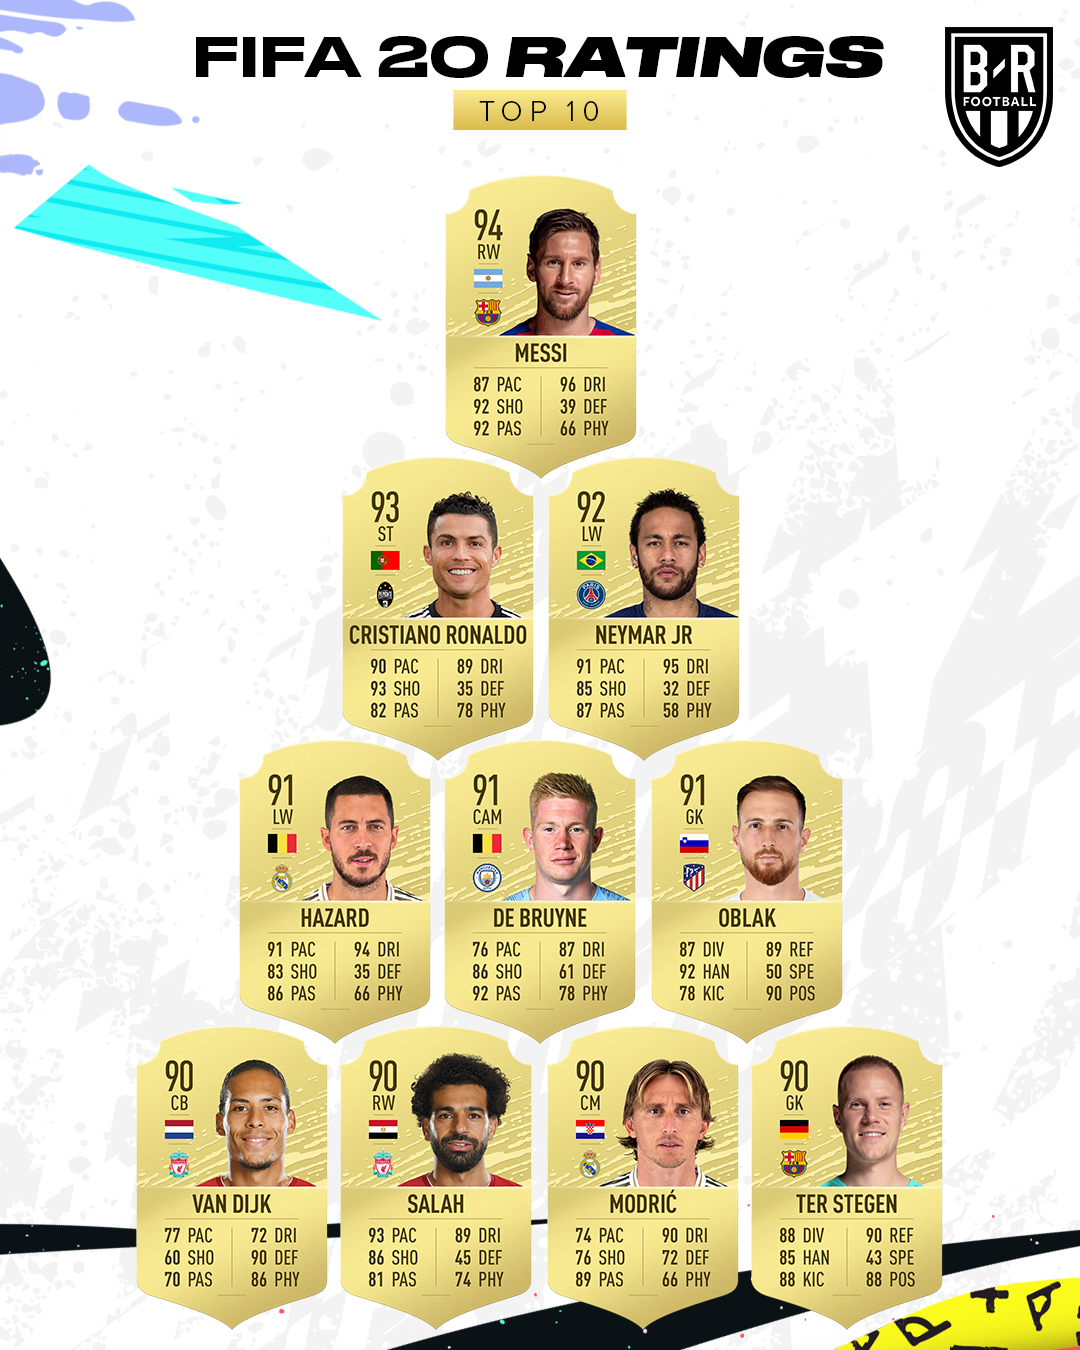 FIFA 20 RATINGS
TOP 10
B-R
FOOTBALL
94
RW
MESSI
87 PAC 96 DRI
92 SHO 39 DEF
92 PAS 66 PHY
93
ST
CRISTIANO RONALDO
90 PAC 89 DRI
93 SHO 35 DEF
82 PAS 78 PHY
92
LW
PARIS
NEYMAR JR
91 PAC 95 DRI
85 SHO 32 DEF
87 PAS 58 PHY
91
LW
HAZARD
91 PAC 94 DRI
83 SHO 35 DEF
86 PAS 66 PHY
91
CAM
DE BRUYNE
76 PAC 87 DRI
86 SHO 61 DEF
92 PAS 78 PHY
91
GK
OBLAK
87 DIV 89 REF
92 HAN 50 SPE
78 KIC 90 POS
90
CB
VAN DIJK
77 PAC 72 DRI
60 SHO 90 DEF
70 PAS 86 PHY
90
RW
SALAH
93 PAC 89 DRI
86 SHO 45 DEF
81 PAS 74 PHY
90
CM
MODRIĆ
74 PAC 90 DRI
76 SHO 72 DEF
89 PAS 66 PHY
90
GK
TER STEGEN
88 DIV 90 REF
85 HAN 43 SPE
88 KIC 88 POS